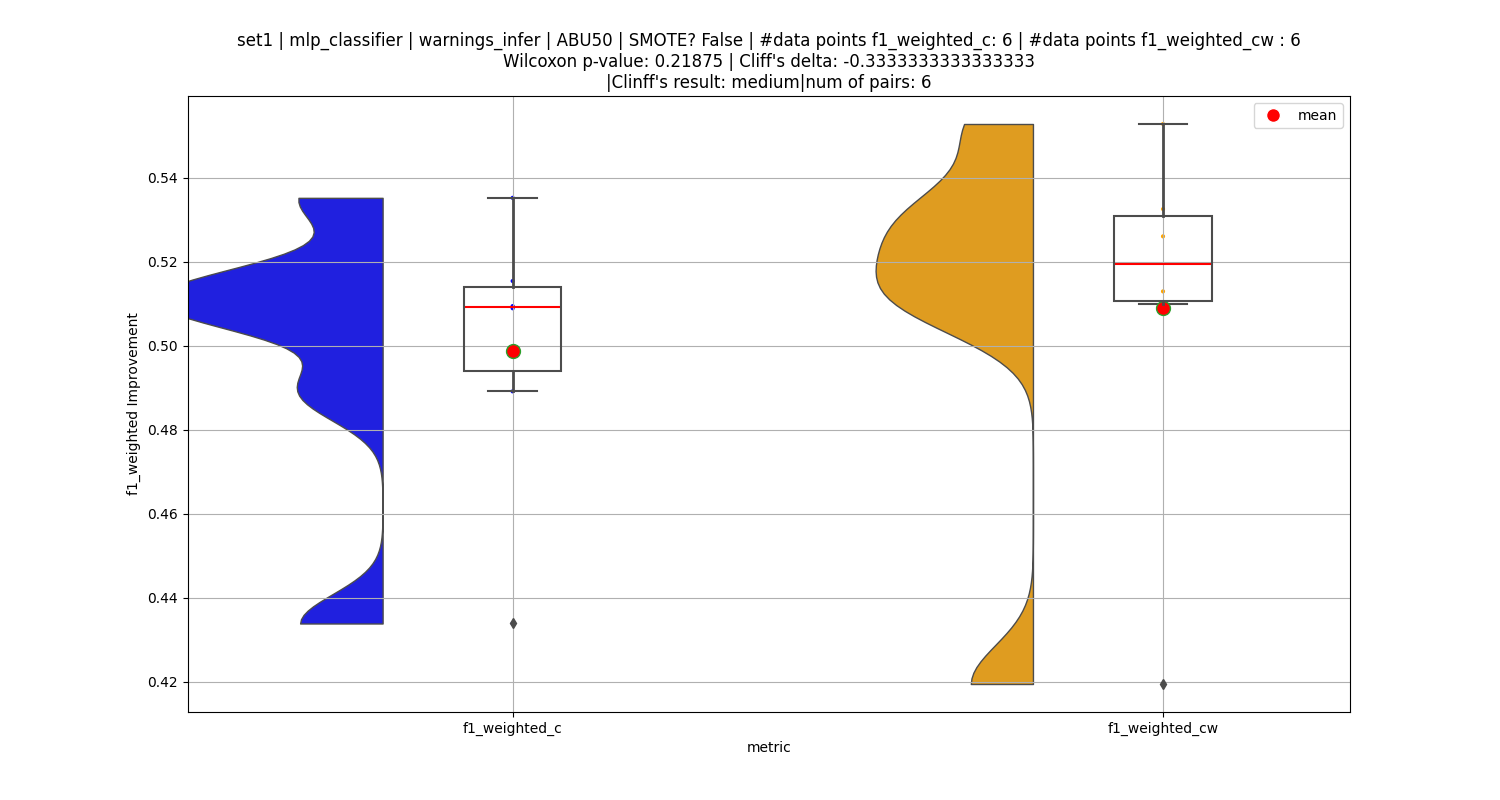 set1 | mlp_classifier | warnings_infer | ABU50 | SMOTE? False | #data points f1_weighted_c: 6 | #data points f1_weighted_cw : 6
Wilcoxon p-value: 0.21875 | Cliff's delta: -0.3333333333333333
|Clinff's result: medium|num of pairs: 6
mean
f1_weighted Improvement
0.54
0.52
0.50
0.48
0.46
0.44
0.42
f1_weighted_c
f1_weighted_cw
metric